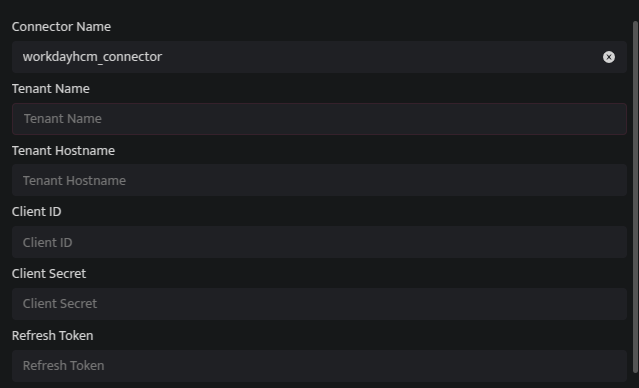 Connector Name
workdayhcm_connector
Tenant Name
Tenant Name
Tenant Hostname
Tenant Hostname
Client ID
Client ID
Client Secret
Client Secret
Refresh Token
Refresh Token